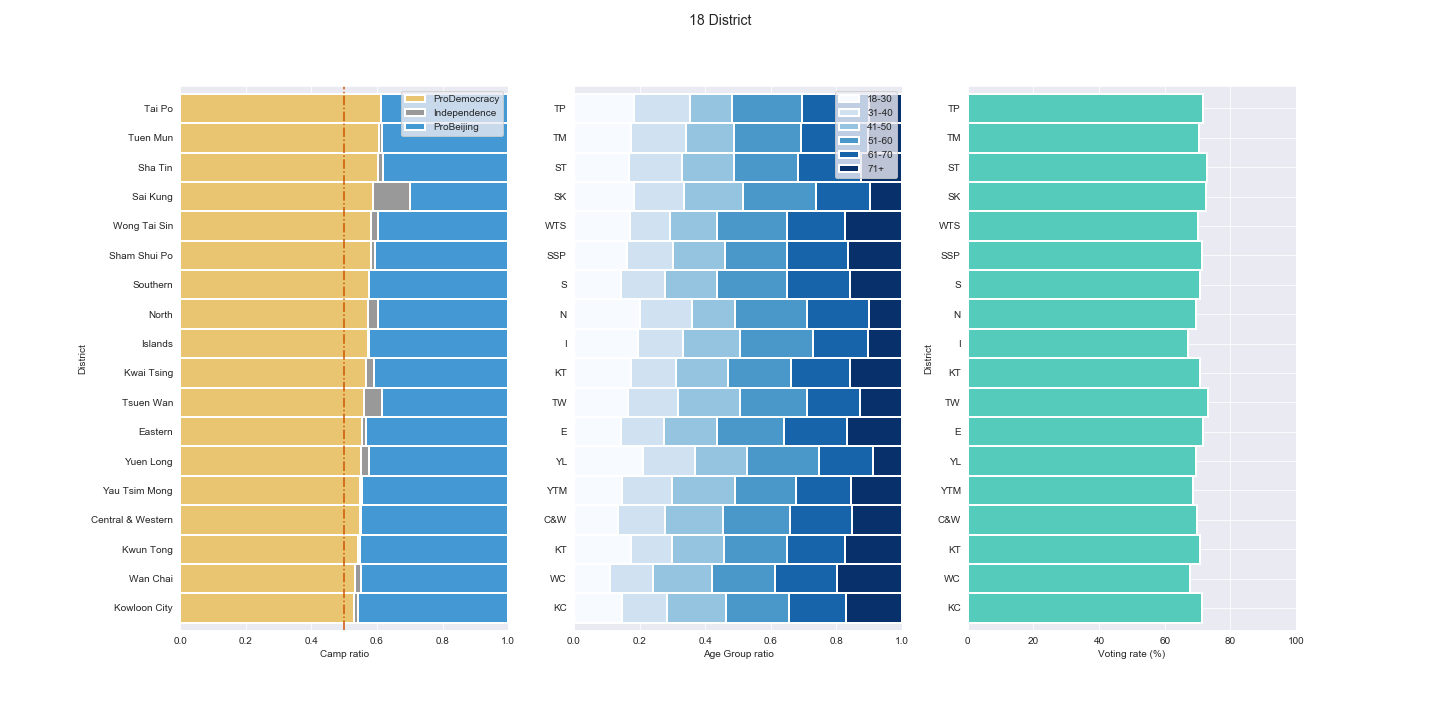 18 District
District
Tai Po
Tuen Mun
Sha Tin
Sai Kung
Wong Tai Sin
Sham Shui Po
Southern
North
Islands
Kwai Tsing
Tsuen Wan
Eastern
Yuen Long
Yau Tsim Mong
Central & Western
Kwun Tong
Wan Chai
Kowloon City
ProDemocracy
Independence
ProBeijing
0.0 0.2 0.4 0.6 0.8 1.0
Camp ratio
TP
TM
ST
SK
WTS
SSP
S
N
I
KT
TW
E
YL
YTM
C&W
KT
WC
KC
18-30
31-40
41-50
51-60
61-70
71+
0.0 0.2 0.4 0.6 0.8 1.0
Age Group ratio
District
TP
TM
ST
SK
WTS
SSP
S
N
I
KT
TW
E
YL
YTM
C&W
KT
WC
KC
0 20 40 60 80 100
Voting rate (%)